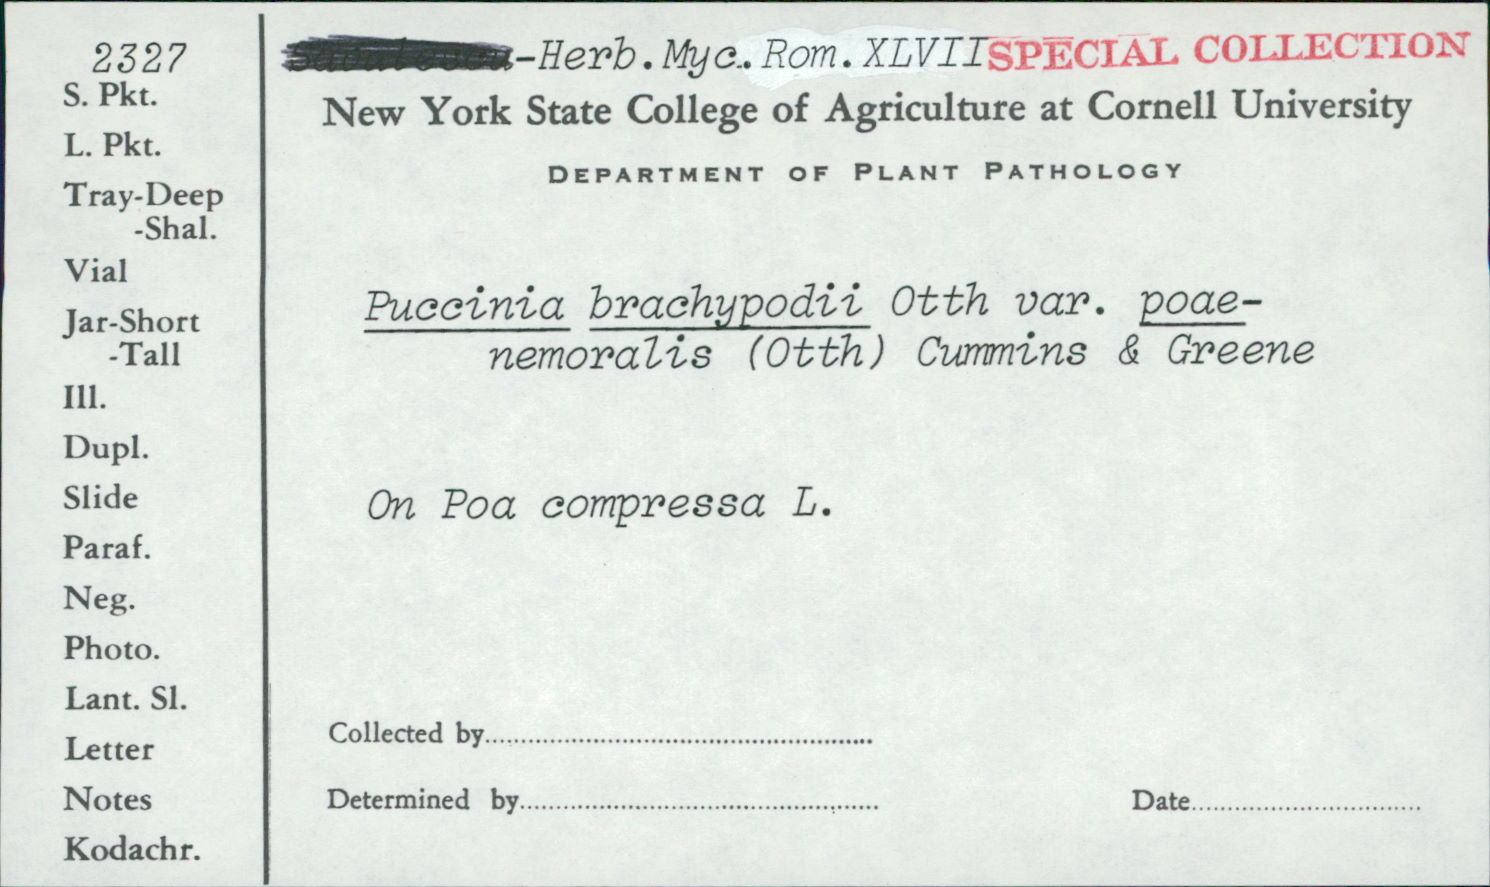 2327
S. Pkt.
L. Pkt.
Tray-Deep
-Shal.
Vial
Jar-Short
-Tall
Ill.
Dupl.
Slide
Paraf.
Neg.
Photo.
Lant. Sl.
Letter
Notes
Kodachr.
-Herb. Myc. Rom. XLVII SPECIAL COLLECTION
New York State College of Agriculture at Cornell University
DEPARTMENT OF PLANT PATHOLOGY
Puccinia brachypodii Otth var. poae-
nemoralis (Otth) Cummins & Greene
On Poa compressa L.
Collected by
Determined by
Date